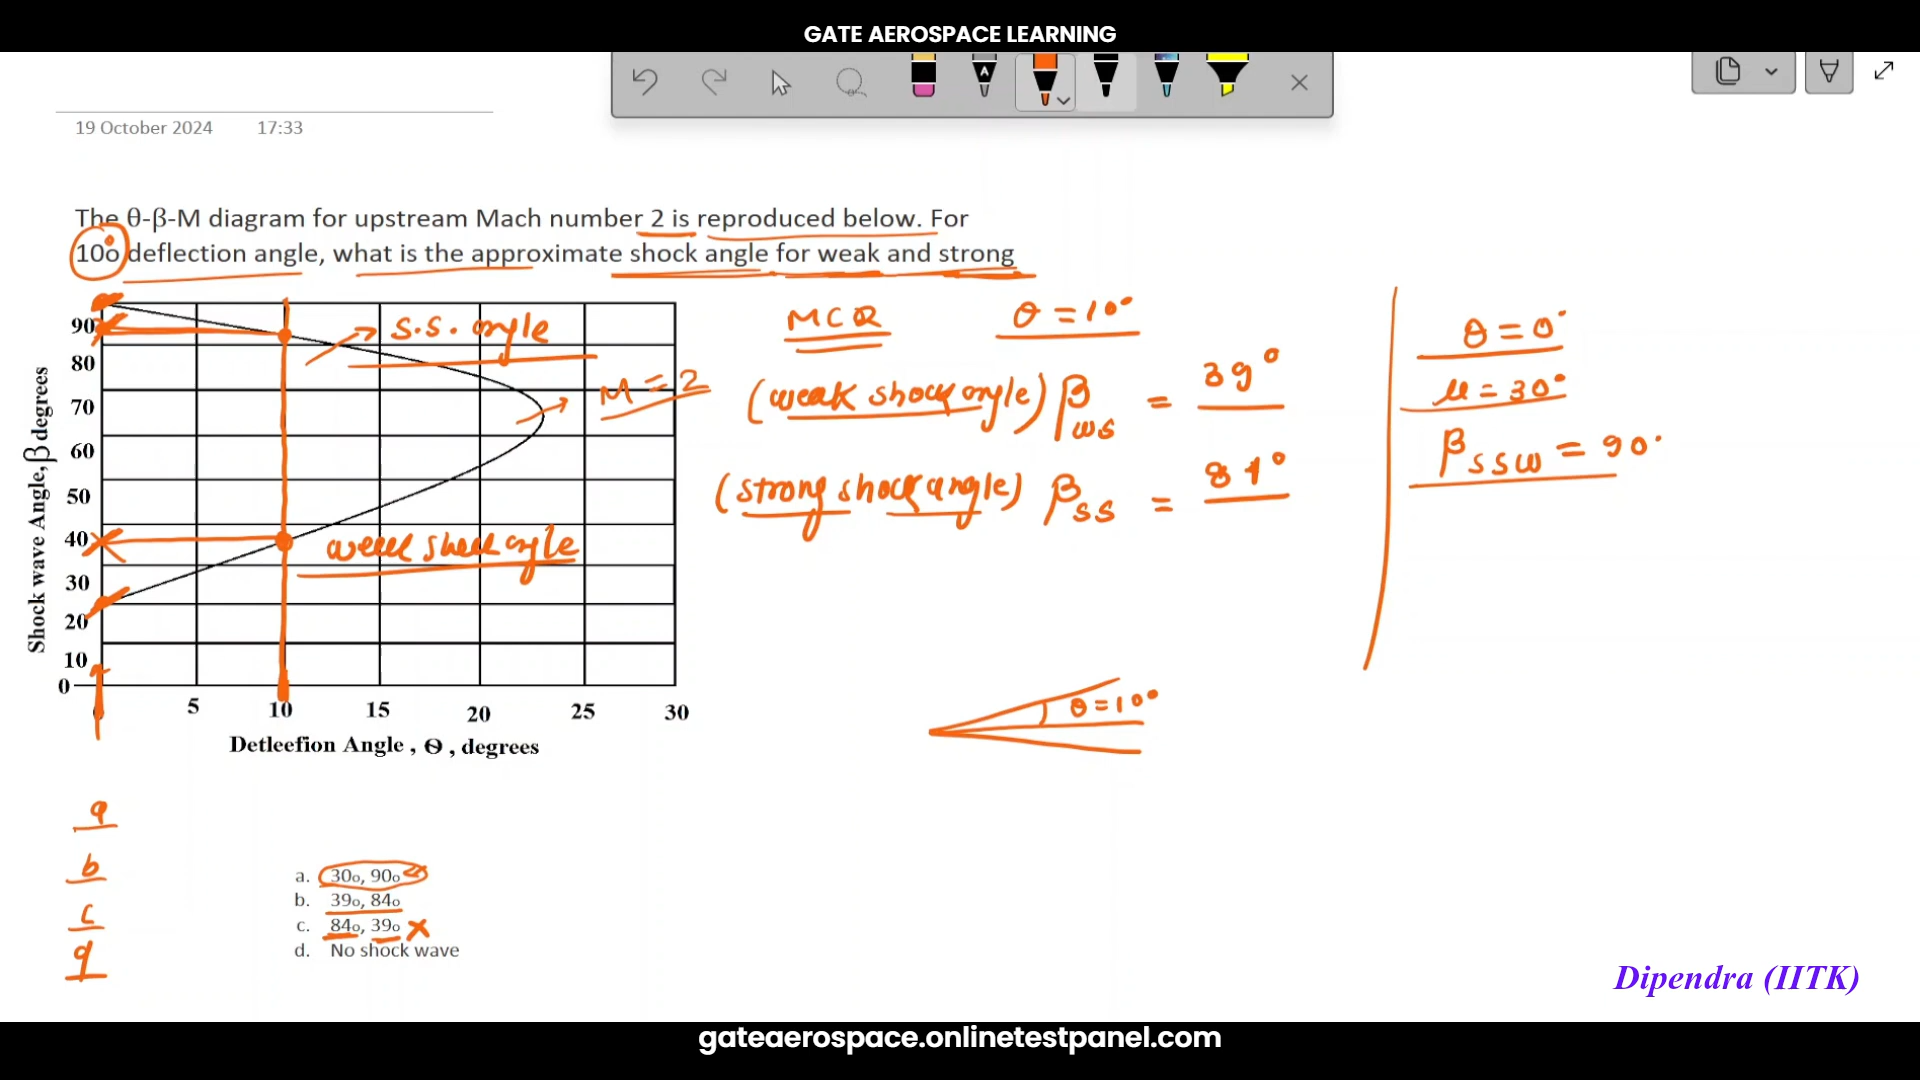 GATE AEROSPACE LEARNING
19 October 2024 17:33
The θ-β-M diagram for upstream Mach number 2 is reproduced below. For
10o deflection angle, what is the approximate shock angle for weak and strong
90
80
70
60
50
40
30
20
10
0
Shock wave Angle, β degrees
5 10 15 20 25 30
Detleefion Angle , Θ , degrees
S.S. angle
M = 2
weak shock angle
MCQ θ = 10°
(weak shock angle) βws = 39°
(strong shock angle) βss = 84°
θ = 0°
μ = 30°
βssw = 90°
θ = 10°
a
b
c
d
a. 30o, 90o
b. 39o, 84o
c. 84o, 39o
d. No shock wave
Dipendra (IITK)
gateaerospace.onlinetestpanel.com